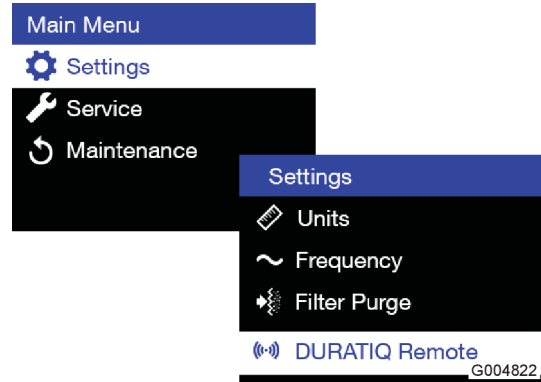 Main Menu
Settings
Service
Maintenance
Settings
Units
Frequency
Filter Purge
DURATIQ Remote
G004822